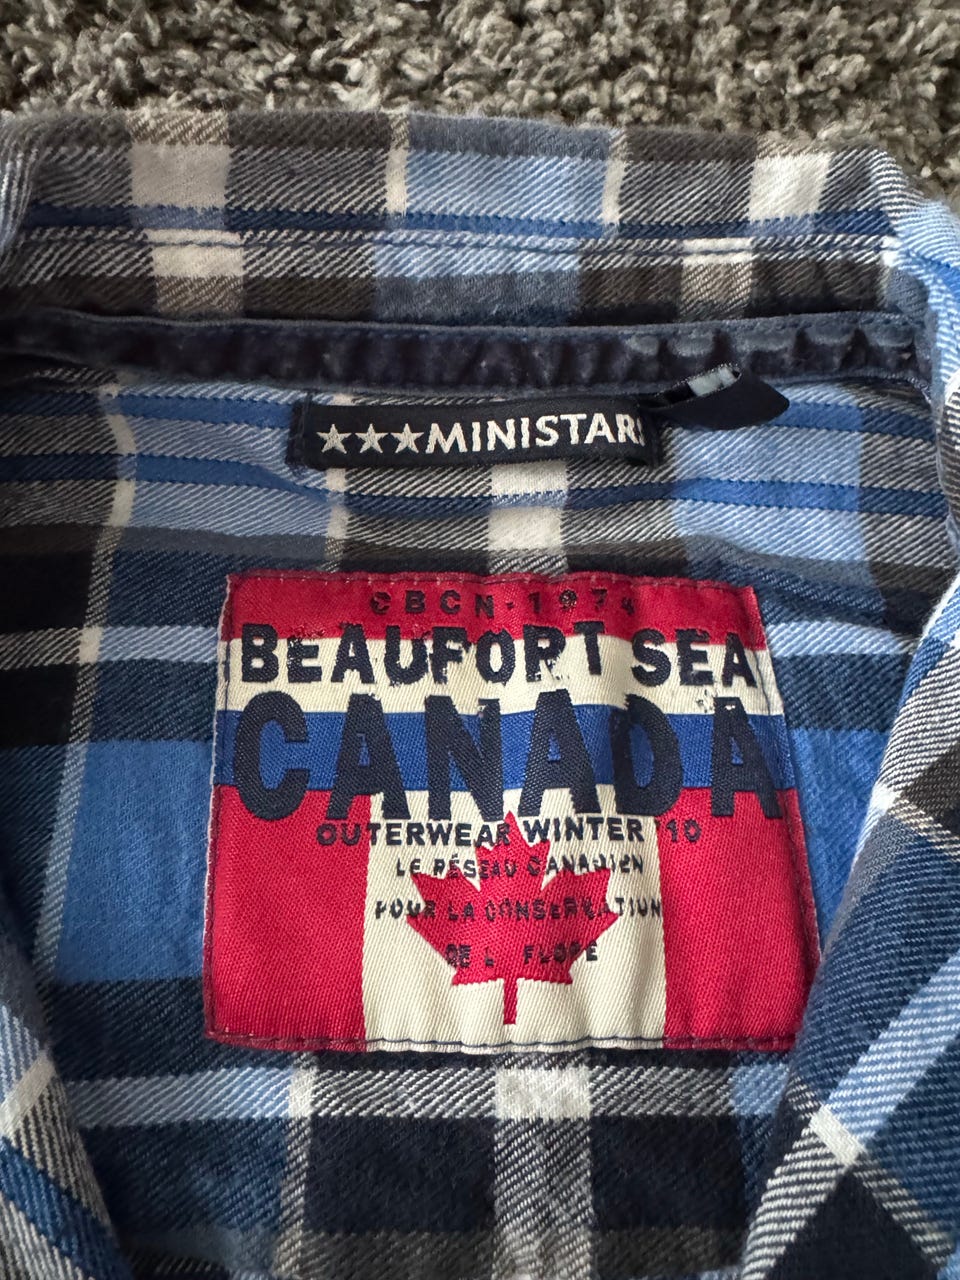 ★★★MINISTARS
CBCN·1974
BEAUFORT SEA
CANADA
OUTERWEAR WINTER '10
LE RÉSEAU CANADIEN
POUR LA CONSERVATION
DE L FLORE